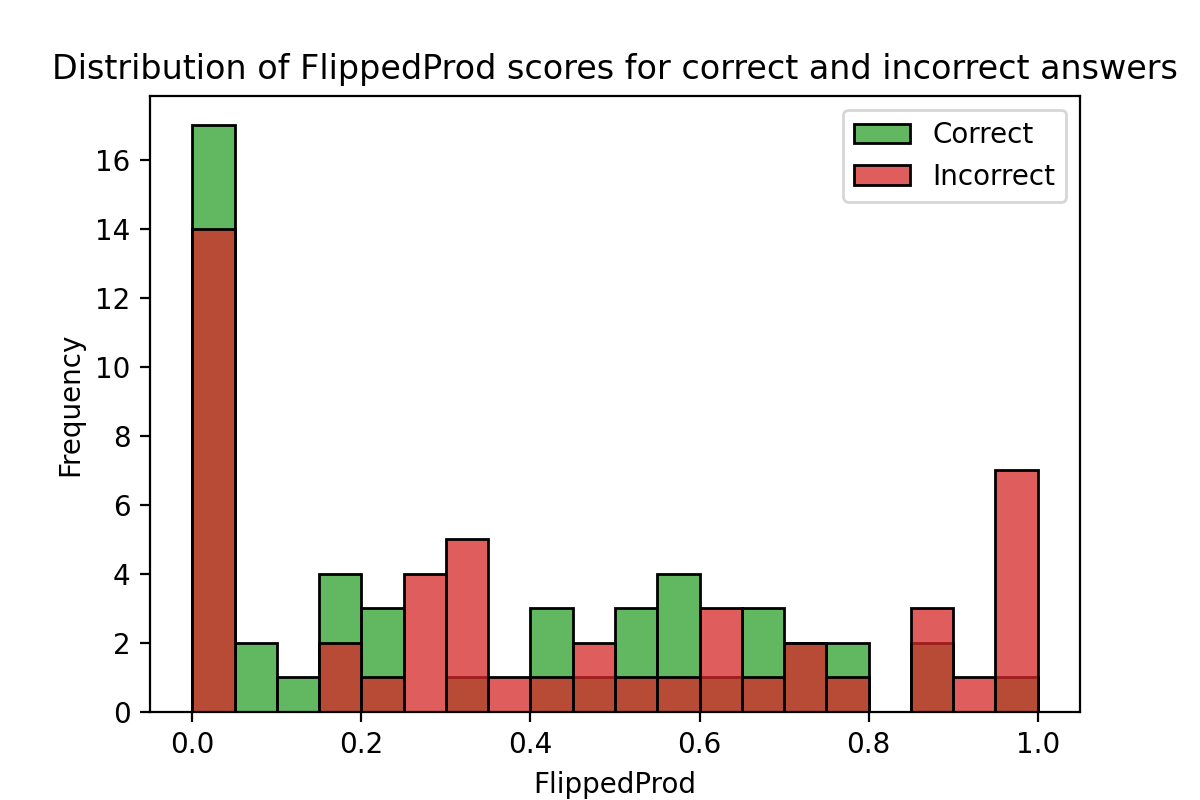 Distribution of FlippedProd scores for correct and incorrect answers
Correct
Incorrect
Frequency
16
14
12
10
8
6
4
2
0
0.0 0.2 0.4 0.6 0.8 1.0
FlippedProd